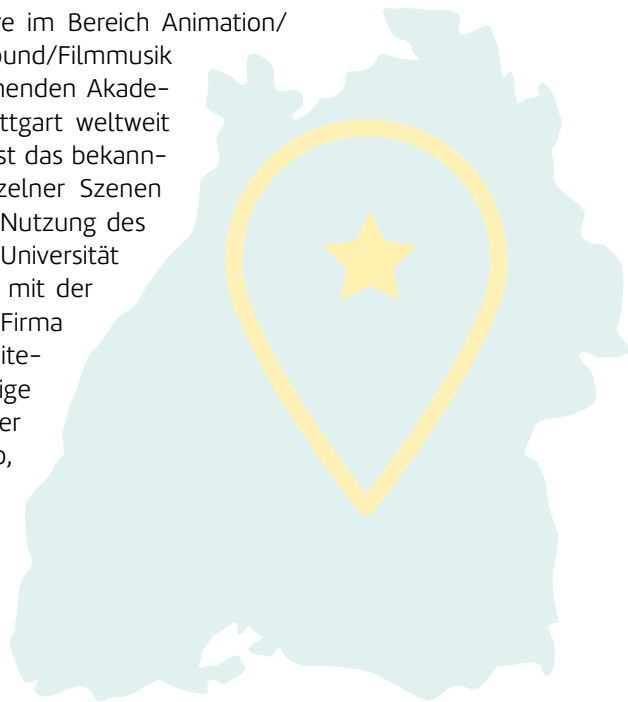 re im Bereich Animation/
ound/Filmmusik
nenden Akade-
ttgart weltweit
st das bekann-
zelner Szenen
Nutzung des
Universität
mit der
Firma
ite-
ige
er
o,